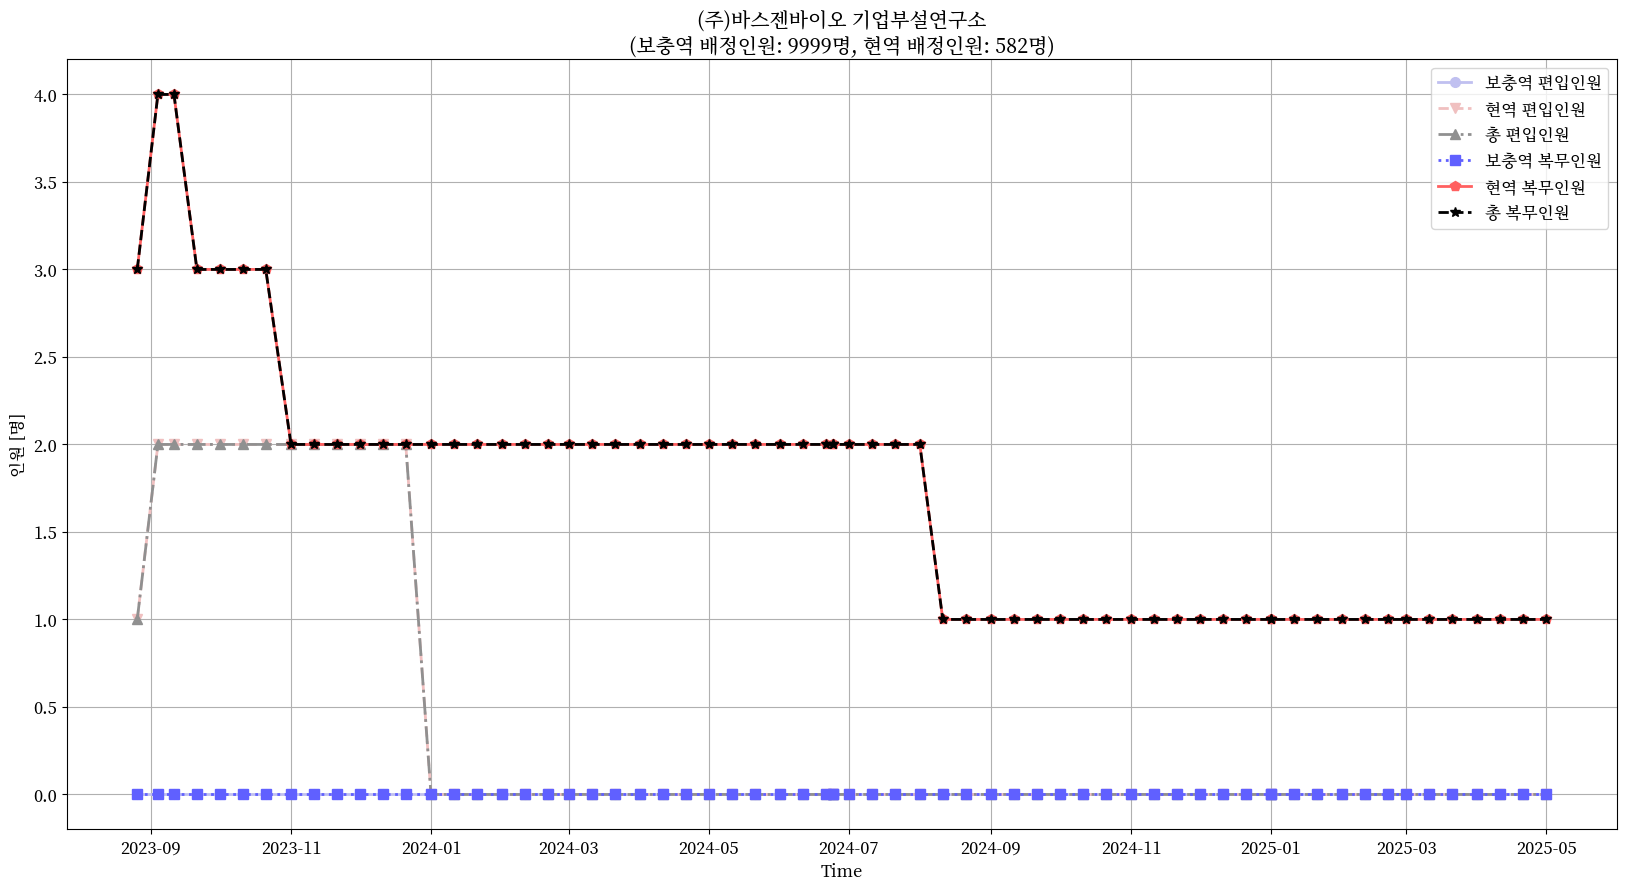 (주)바스젠바이오 기업부설연구소
(보충역 배정인원: 9999명, 현역 배정인원: 582명)
보충역 편입인원
현역 편입인원
총 편입인원
보충역 복무인원
현역 복무인원
총 복무인원
인원 [명]
4.0
3.5
3.0
2.5
2.0
1.5
1.0
0.5
0.0
2023-09
2023-11
2024-01
2024-03
2024-05
2024-07
2024-09
2024-11
2025-01
2025-03
2025-05
Time